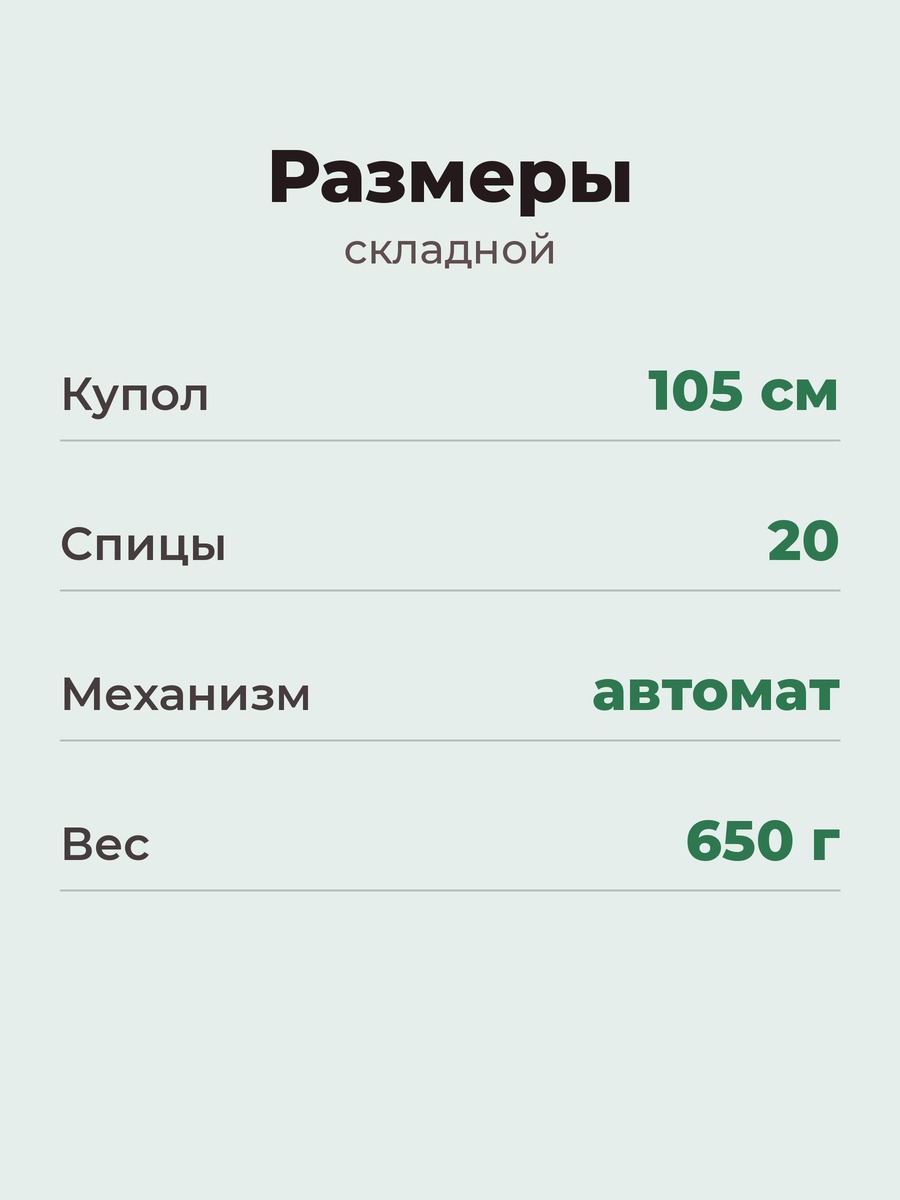 Размеры
складной
Купол 105 см
Спицы 20
Механизм автомат
Вес 650 г